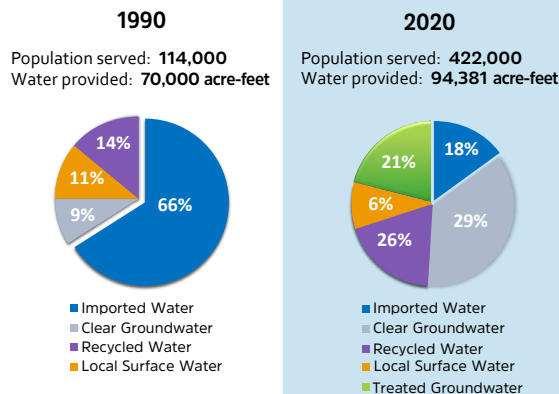 1990
Population served: 114,000
Water provided: 70,000 acre-feet
14%
11%
9%
66%
Imported Water
Clear Groundwater
Recycled Water
Local Surface Water
2020
Population served: 422,000
Water provided: 94,381 acre-feet
21%
18%
6%
29%
26%
Imported Water
Clear Groundwater
Recycled Water
Local Surface Water
Treated Groundwater